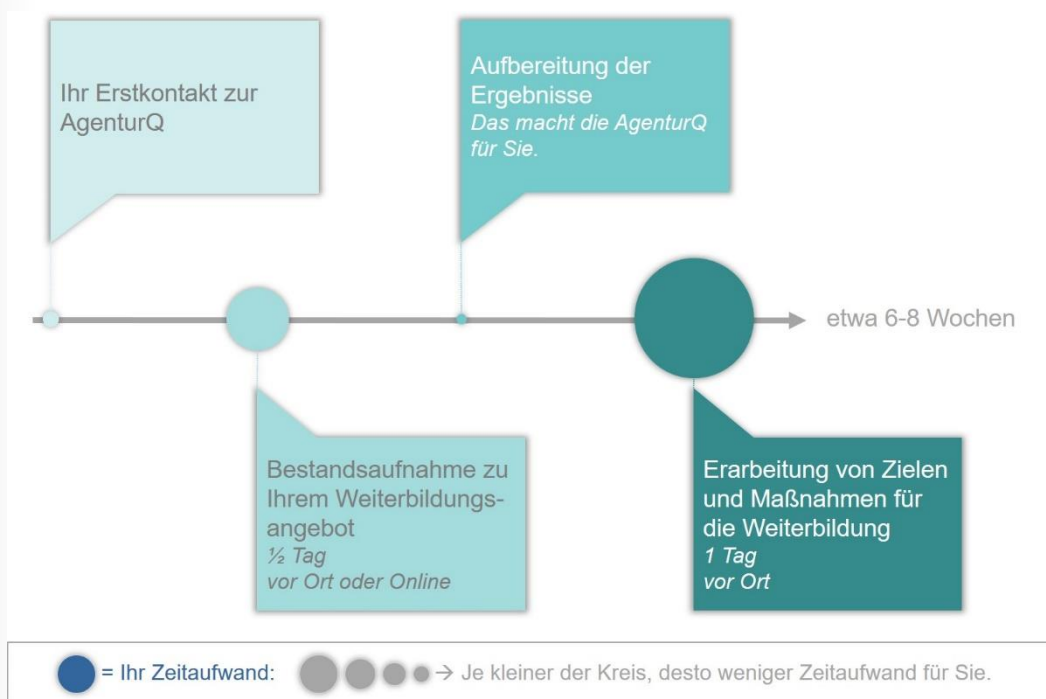 Ihr Erstkontakt zur
AgenturQ
Aufbereitung der
Ergebnisse
Das macht die AgenturQ
für Sie.
etwa 6-8 Wochen
Bestandsaufnahme zu
Ihrem Weiterbildungs-
angebot
½ Tag
vor Ort oder Online
Erarbeitung von Zielen
und Maßnahmen für
die Weiterbildung
1 Tag
vor Ort
= Ihr Zeitaufwand: → Je kleiner der Kreis, desto weniger Zeitaufwand für Sie.